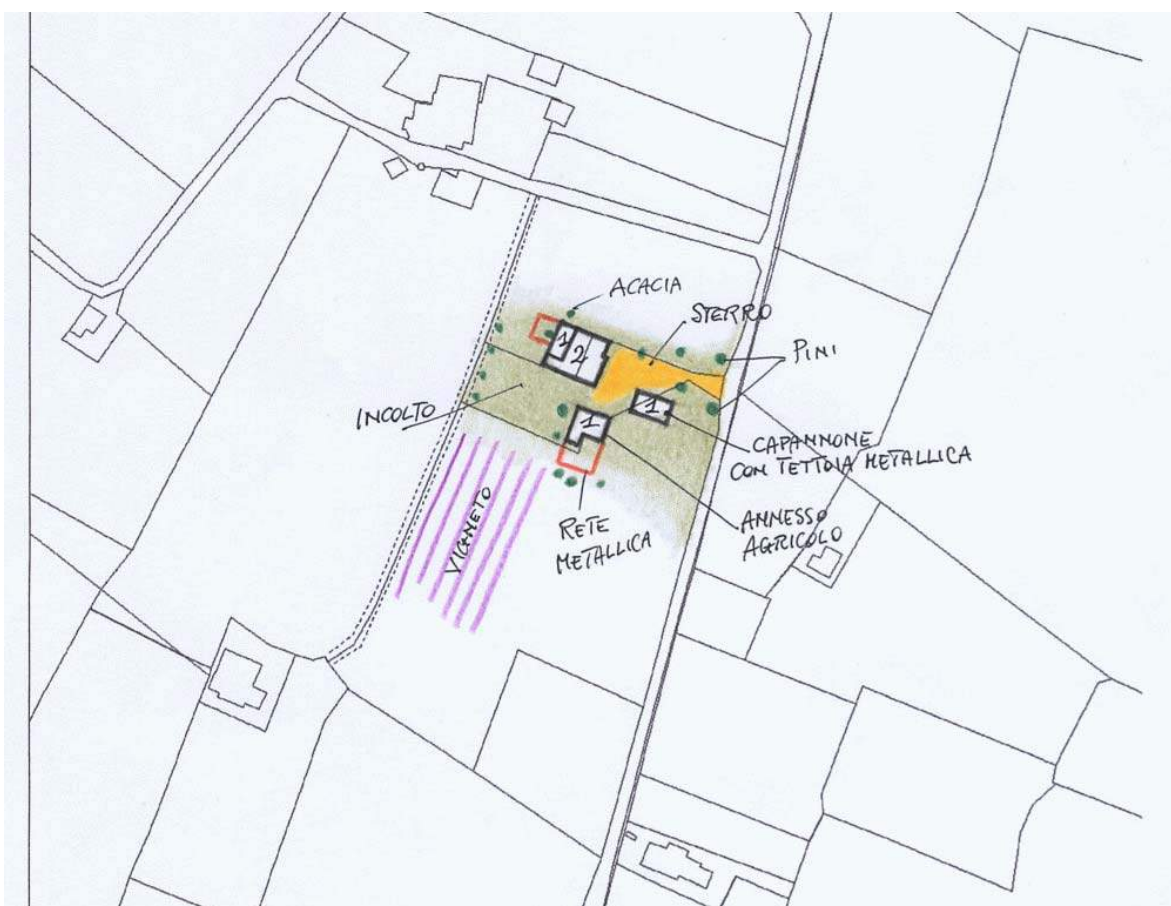 ACACIA
STERRO
PINI
1
2
1
1
INCOLTO
CAPANNONE
CON TETTOIA METALLICA
VIGNETO
RETE
METALLICA
ANNESSO
AGRICOLO